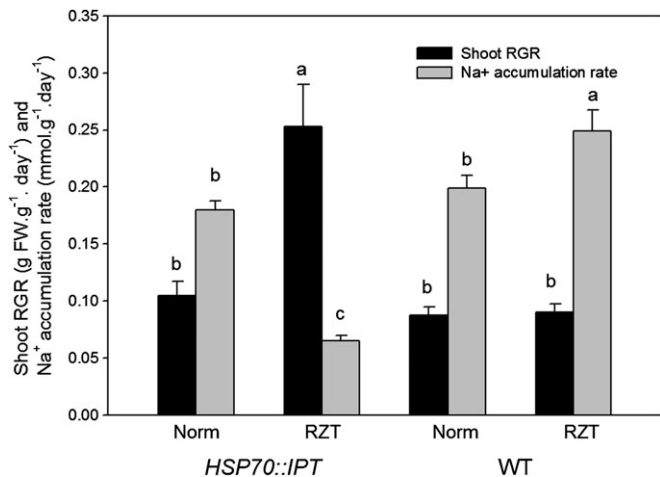 Shoot RGR (g FW.g⁻¹. day⁻¹) and
Na⁺ accumulation rate (mmol.g⁻¹.day⁻¹)
0.35
0.30
0.25
0.20
0.15
0.10
0.05
0.00
Shoot RGR
Na+ accumulation rate
b
b
a
c
b
b
b
a
Norm
RZT
Norm
RZT
HSP70::IPT
WT